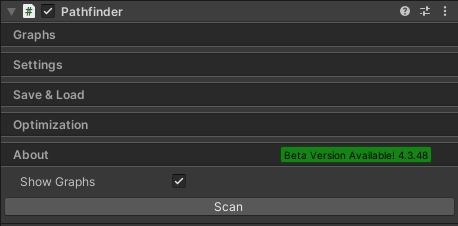 # Pathfinder
Graphs
Settings
Save & Load
Optimization
About Beta Version Available! 4.3.48
Show Graphs
Scan